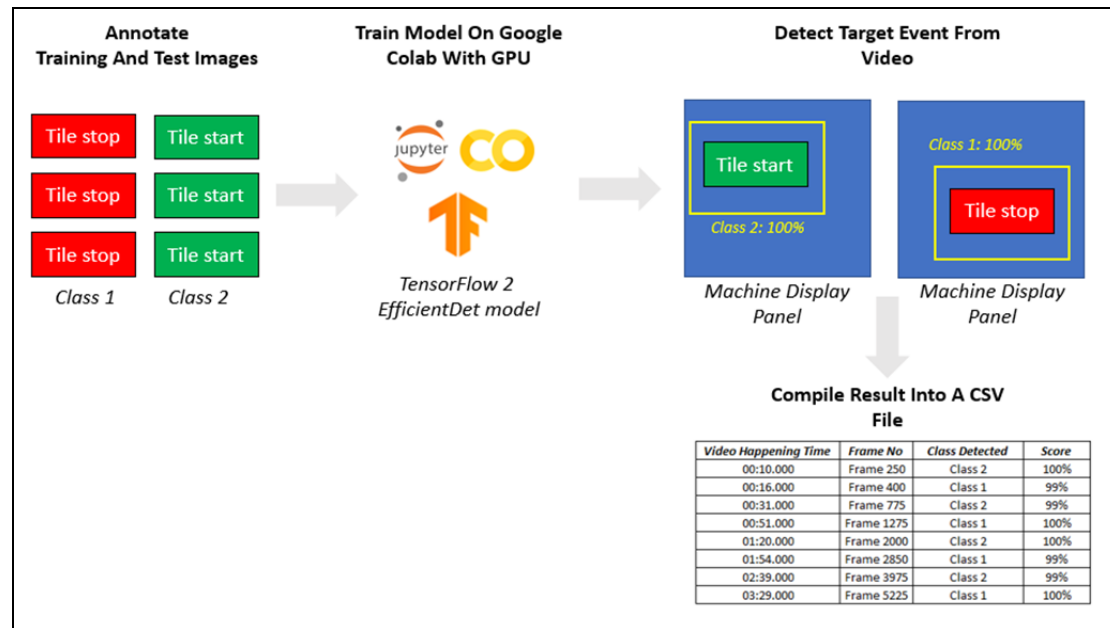 Annotate
Training And Test Images
Tile stop
Tile start
Tile stop
Tile start
Tile stop
Tile start
Class 1
Class 2
Train Model On Google
Colab With GPU
jupyter
CO
TF
TensorFlow 2
EfficientDet model
Detect Target Event From
Video
Tile start
Class 2: 100%
Machine Display
Panel
Class 1: 100%
Tile stop
Machine Display
Panel
Compile Result Into A CSV
File
Video Happening Time Frame No Class Detected Score
00:10.000 Frame 250 Class 2 100%
00:16.000 Frame 400 Class 1 99%
00:31.000 Frame 775 Class 2 99%
00:51.000 Frame 1275 Class 1 100%
01:20.000 Frame 2000 Class 2 100%
01:54.000 Frame 2850 Class 1 99%
02:39.000 Frame 3975 Class 2 99%
03:29.000 Frame 5225 Class 1 100%